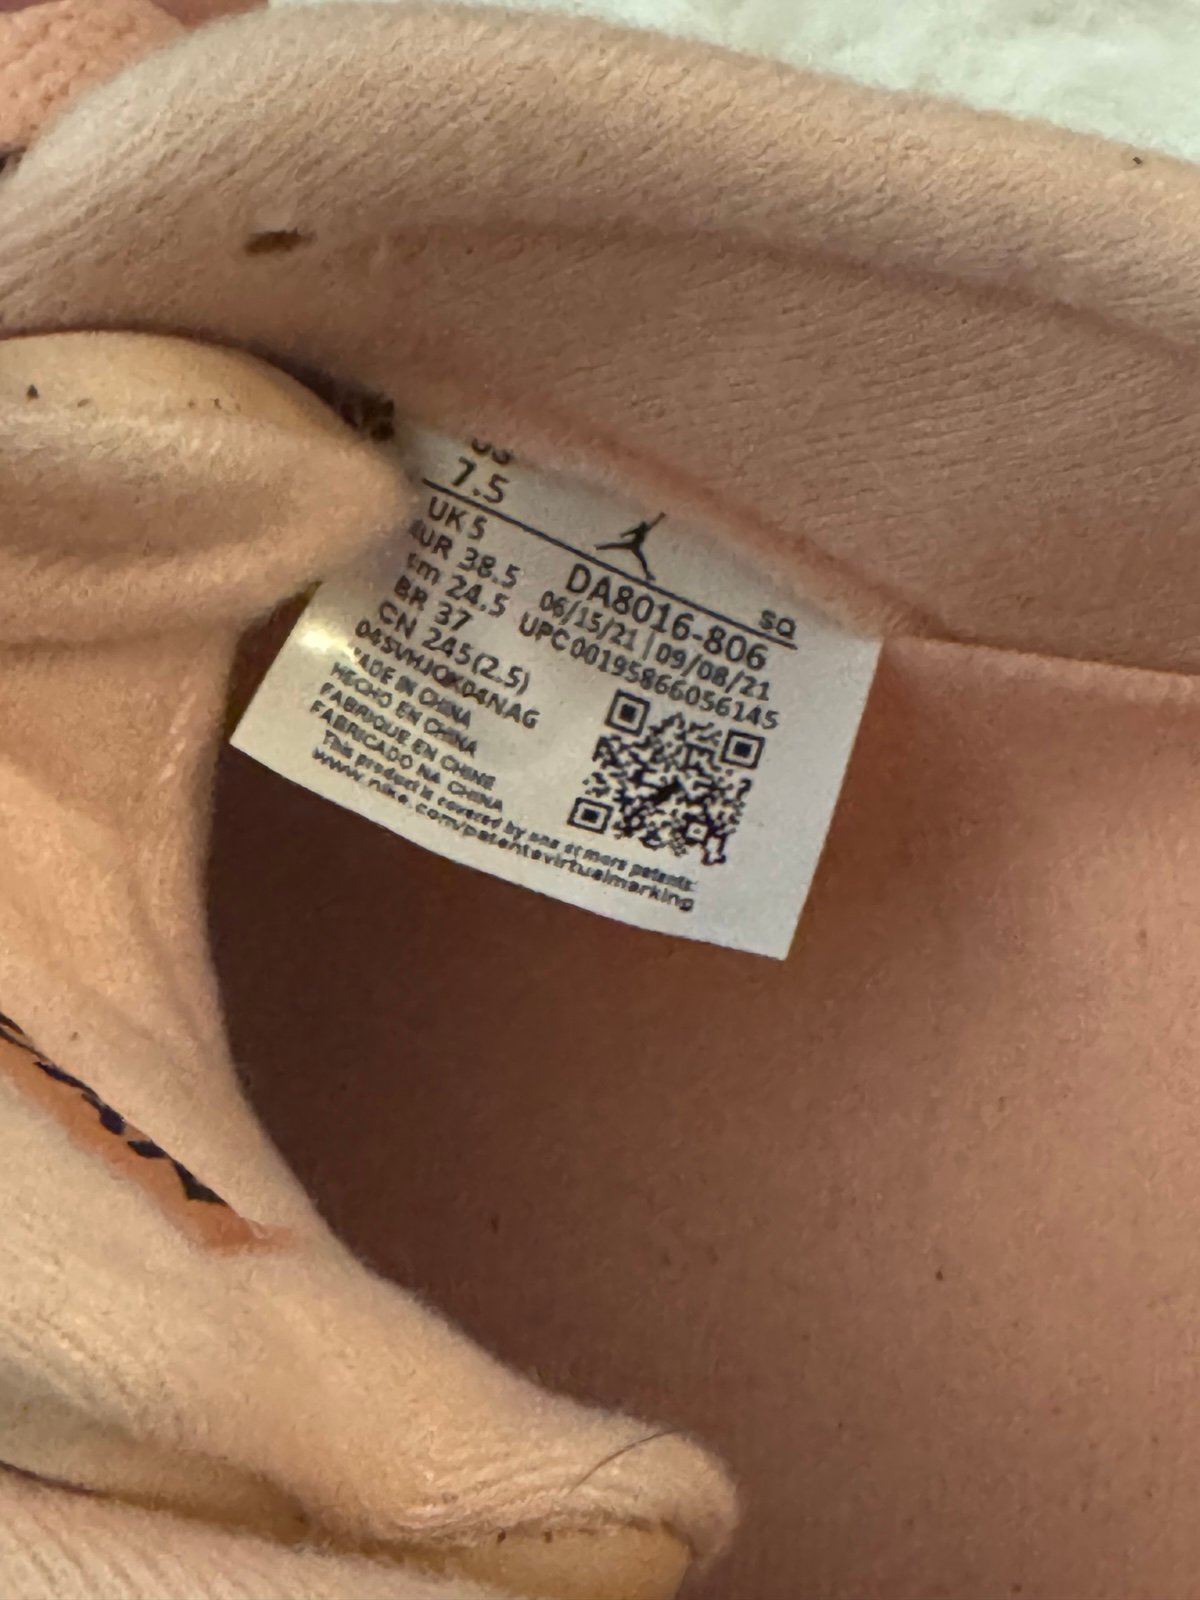 US
7.5
UK 5
EUR 38.5
cm 24.5
BR 37
CN 245(2.5)
SQ
DA8016-806
06/15/21 | 09/08/21
UPC00195866056145
MADE IN CHINA
HECHO EN CHINA
FABRIQUE EN CHINE
FABRICADO NA CHINA
This product is covered by one or more patents.
www.nike.com/patentsvirtualmarking